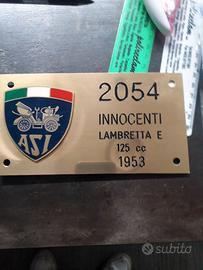 2054
INNOCENTI
LAMBRETTA E
125 cc
1953
ASI
subito